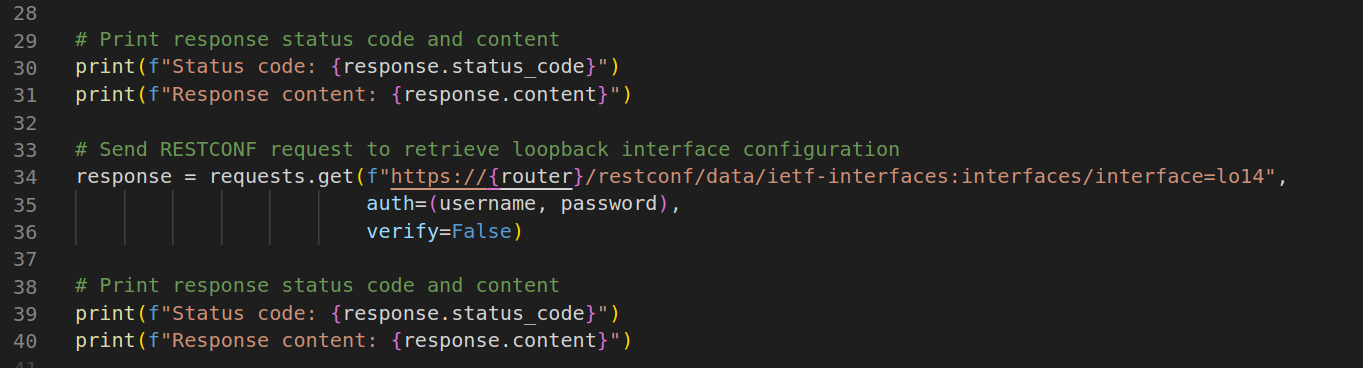 28
29 # Print response status code and content
30 print(f"Status code: {response.status_code}")
31 print(f"Response content: {response.content}")
32
33 # Send RESTCONF request to retrieve loopback interface configuration
34 response = requests.get(f"https://{router}/restconf/data/ietf-interfaces:interfaces/interface=lo14",
35 auth=(username, password),
36 verify=False)
37
38 # Print response status code and content
39 print(f"Status code: {response.status_code}")
40 print(f"Response content: {response.content}")
41